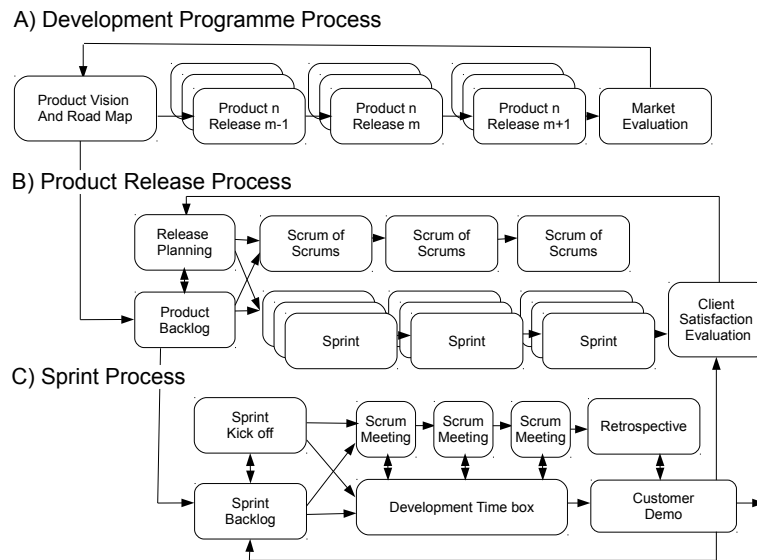 A) Development Programme Process
Product Vision
And Road Map
Product n
Release m-1
Product n
Release m
Product n
Release m+1
Market
Evaluation
B) Product Release Process
Release
Planning
Scrum of
Scrums
Scrum of
Scrums
Scrum of
Scrums
Product
Backlog
Sprint
Sprint
Sprint
Client
Satisfaction
Evaluation
C) Sprint Process
Sprint
Kick off
Scrum
Meeting
Scrum
Meeting
Scrum
Meeting
Retrospective
Sprint
Backlog
Development Time box
Customer
Demo